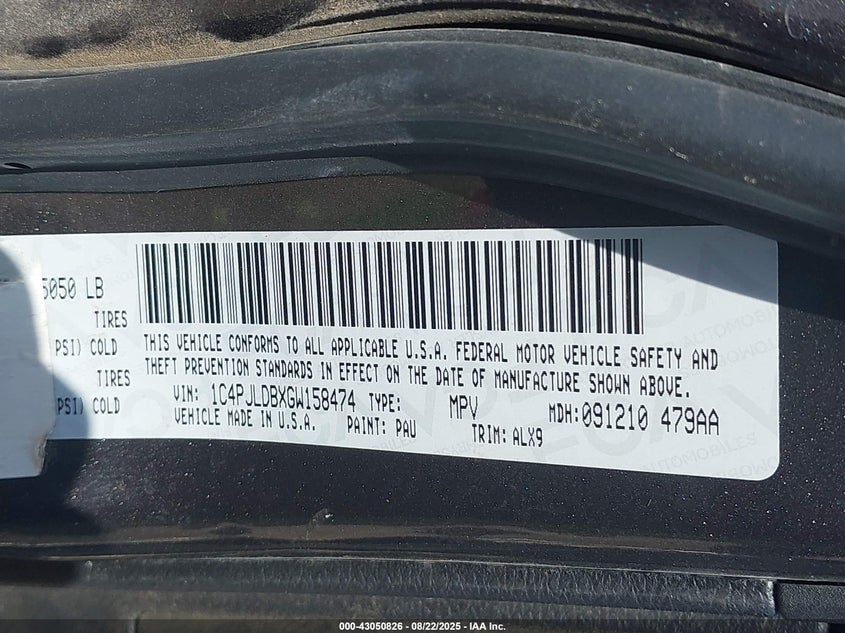 5050 LB
TIRES
PSI) COLD
TIRES
PSI) COLD
THIS VEHICLE CONFORMS TO ALL APPLICABLE U.S.A. FEDERAL MOTOR VEHICLE SAFETY AND
THEFT PREVENTION STANDARDS IN EFFECT ON THE DATE OF MANUFACTURE SHOWN ABOVE.
VIN: 1C4PJLDBXGW158474 TYPE: MPV MDH:091210 479AA
VEHICLE MADE IN U.S.A. PAINT: PAU TRIM: ALX9
000-43050826 - 08/22/2025 - IAA Inc.